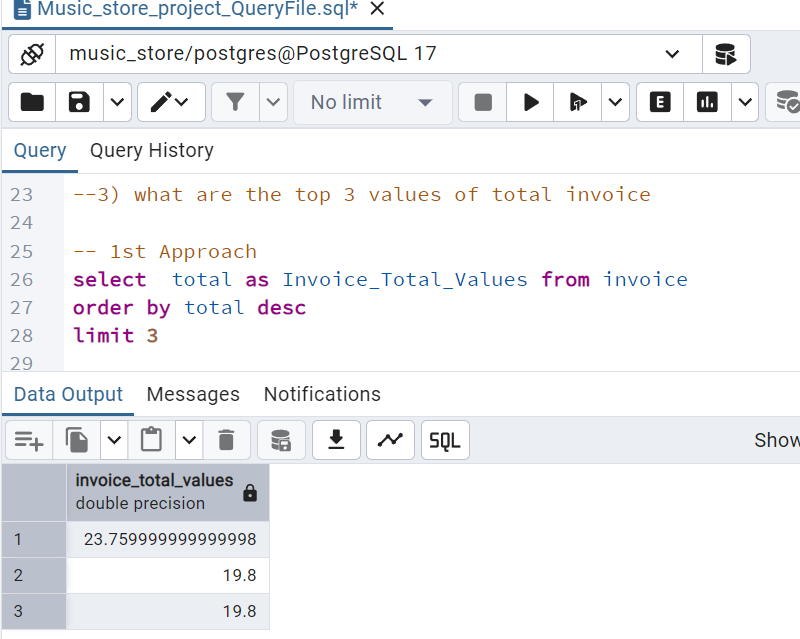 Music_store_project_QueryFile.sql*
music_store/postgres@PostgreSQL 17
No limit
E
Query Query History
23 --3) what are the top 3 values of total invoice
24
25 -- 1st Approach
26 select  total as Invoice_Total_Values from invoice
27 order by total desc
28 limit 3
29
Data Output Messages Notifications
SQL
Show
invoice_total_values
double precision
1 23.759999999999998
2 19.8
3 19.8